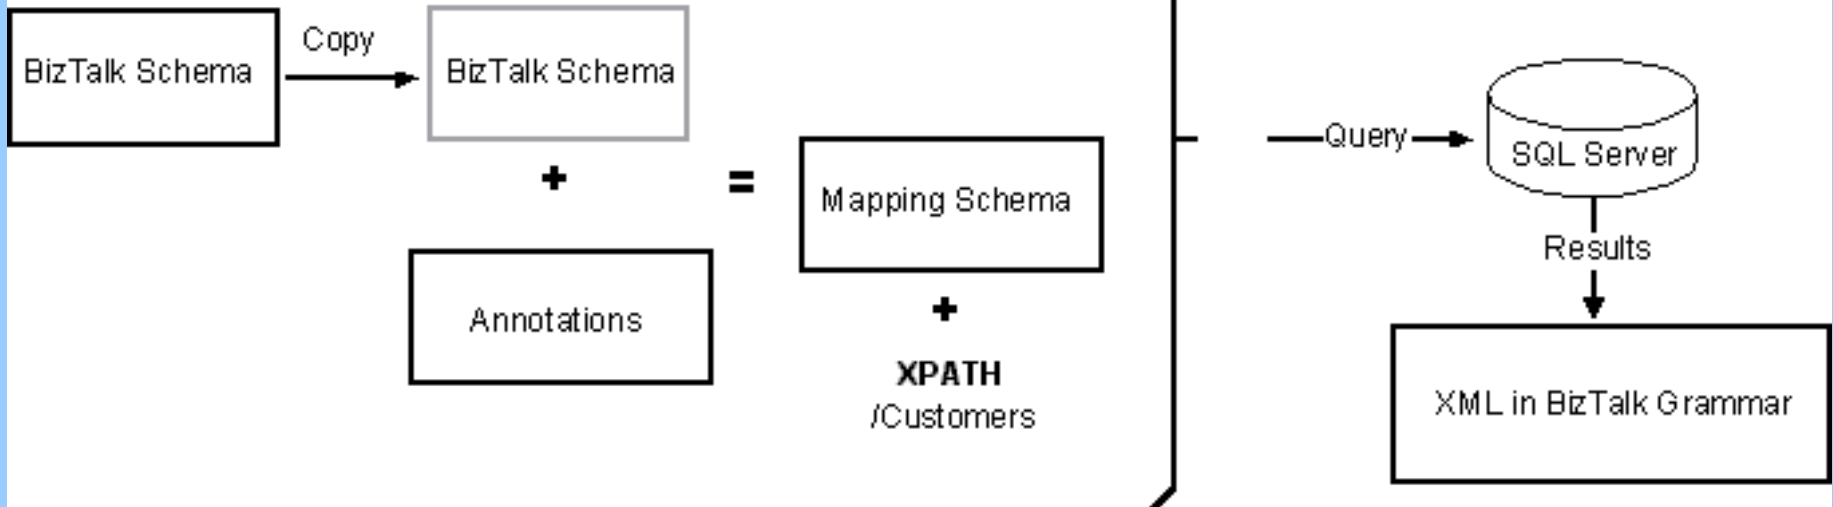 Copy
BizTalk Schema
BizTalk Schema
Query
SQL Server
+
=
Mapping Schema
Results
Annotations
+
XPATH
/Customers
XML in BizTalk Grammar